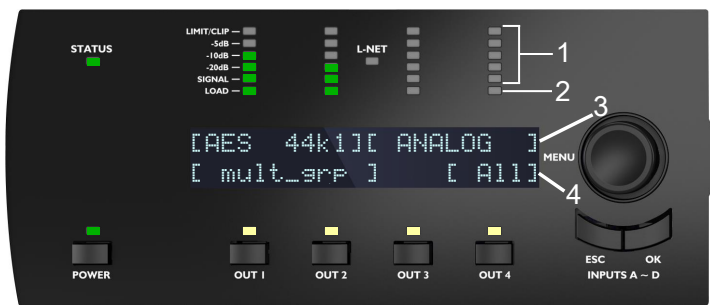 LIMIT/CLIP
-5dB
-10dB
-20dB
SIGNAL
LOAD
STATUS
L-NET
1
2
3
4
[AES 44k1][ ANALOG ]
[ mult_grp ] [ All]
MENU
POWER
OUT 1
OUT 2
OUT 3
OUT 4
ESC
OK
INPUTS A ~ D